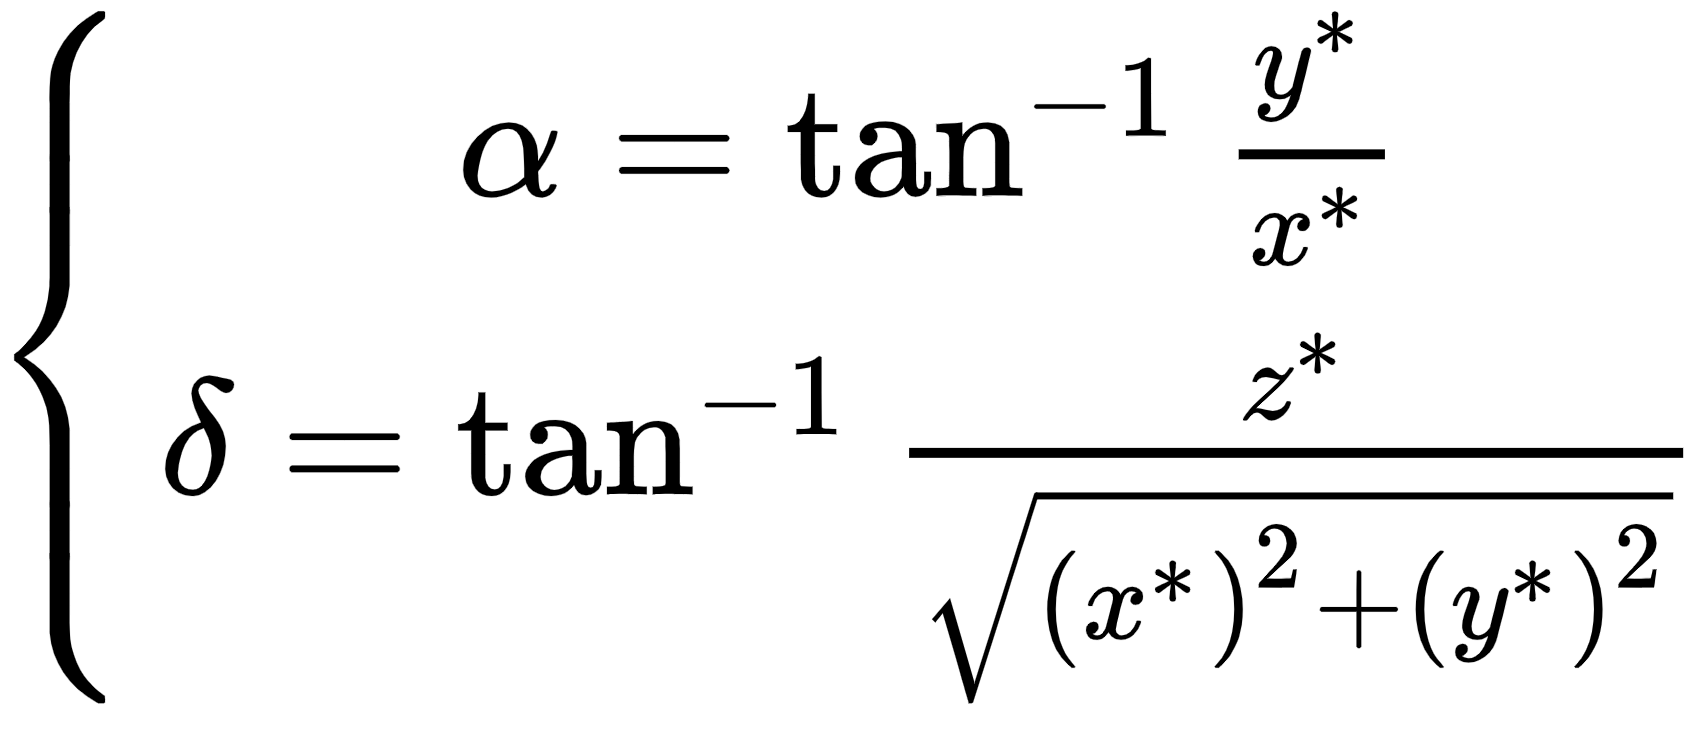 α = tan⁻¹ y*/x*
δ = tan⁻¹ z*/√((x*)² + (y*)²)